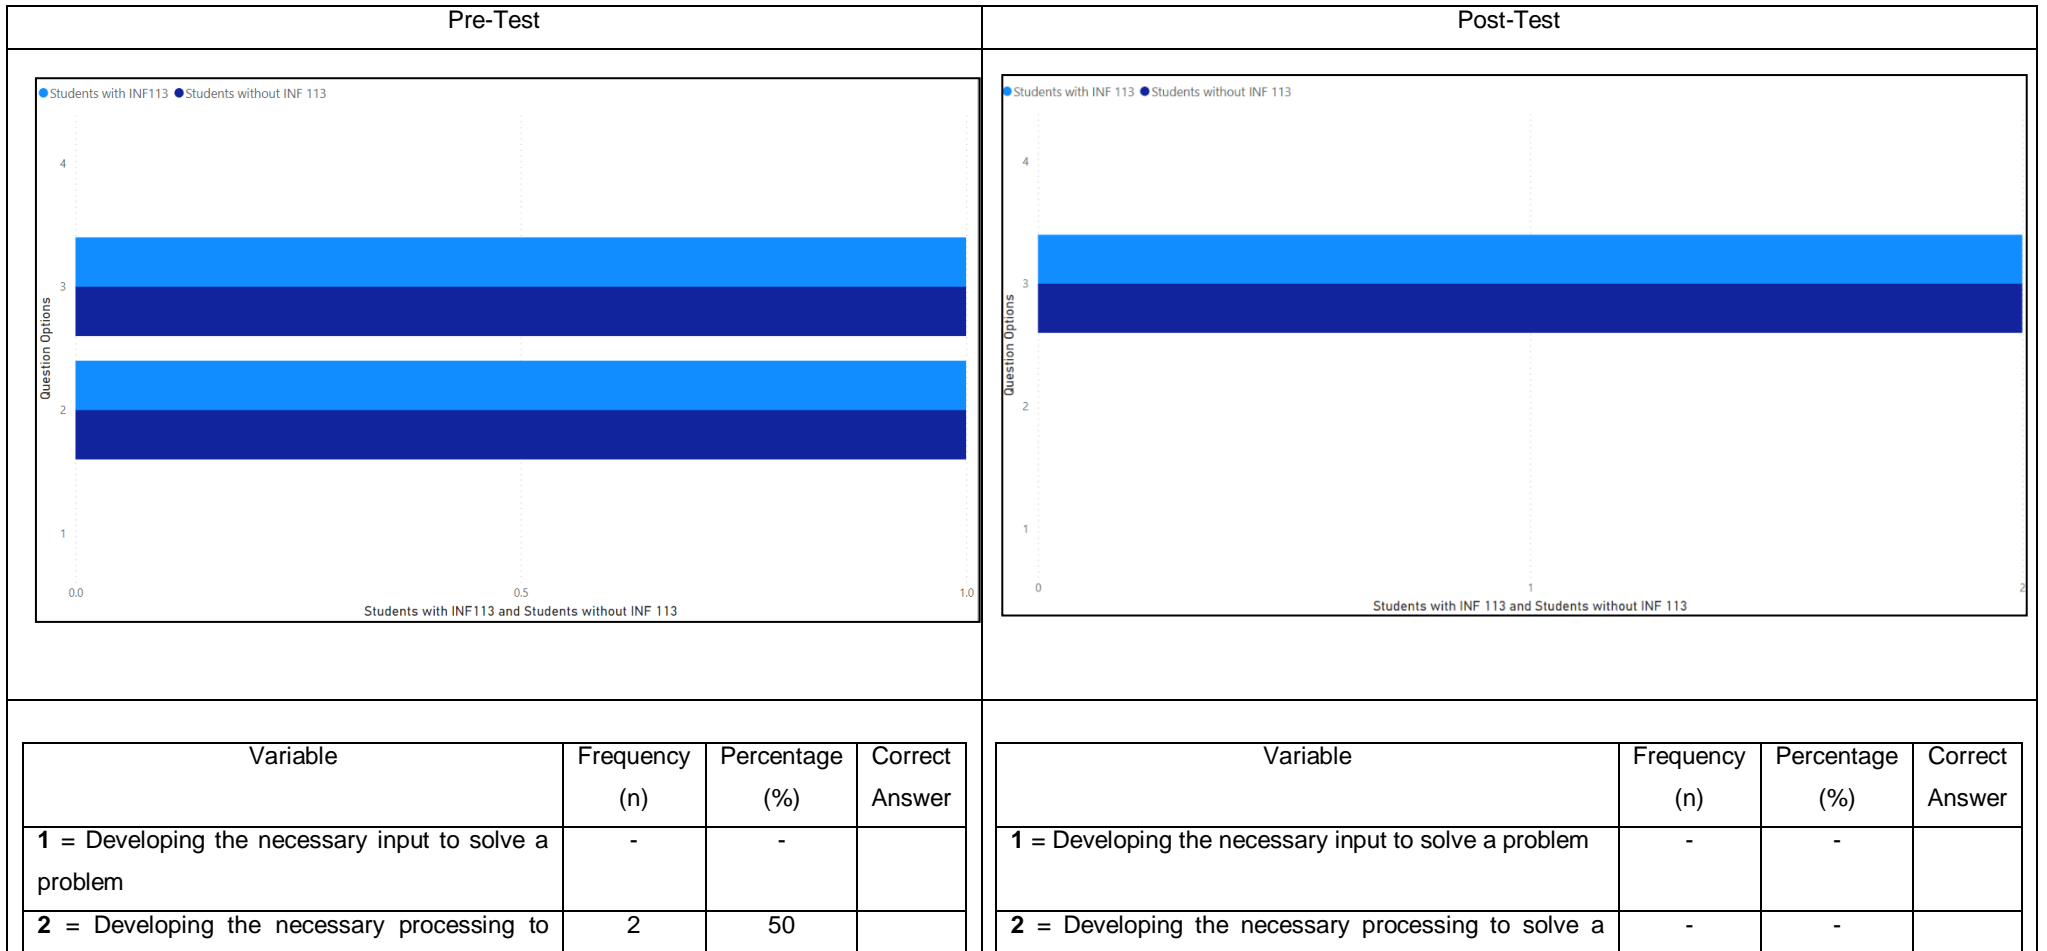 Pre-Test
Post-Test
Students with INF113 Students without INF 113
4
3
2
1
Question Options
0.0 0.5 1.0
Students with INF113 and Students without INF 113
Students with INF 113 Students without INF 113
4
3
2
1
Question Options
0 1 2
Students with INF 113 and Students without INF 113
Variable Frequency (n) Percentage (%) Correct Answer
1 = Developing the necessary input to solve a
problem
- -
2 = Developing the necessary processing to
2 50
Variable Frequency (n) Percentage (%) Correct Answer
1 = Developing the necessary input to solve a problem
- -
2 = Developing the necessary processing to solve a
- -